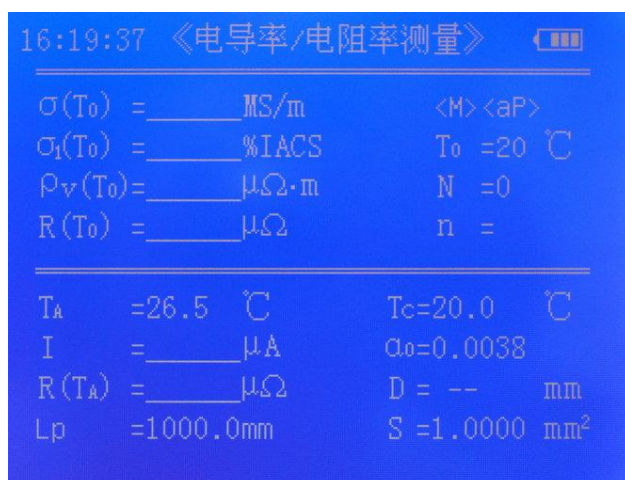 16:19:37 《电导率/电阻率测量》
σ(T₀) =______MS/m <M><aP>
σ₁(T₀) =______%IACS T₀ =20 ℃
ρv(T₀)=______μΩ·m N =0
R(T₀) =______μΩ n =
TA =26.5 ℃ Tc=20.0 ℃
I =______μA α₀=0.0038
R(TA) =______μΩ D = -- mm
Lp =1000.0mm S =1.0000 mm²